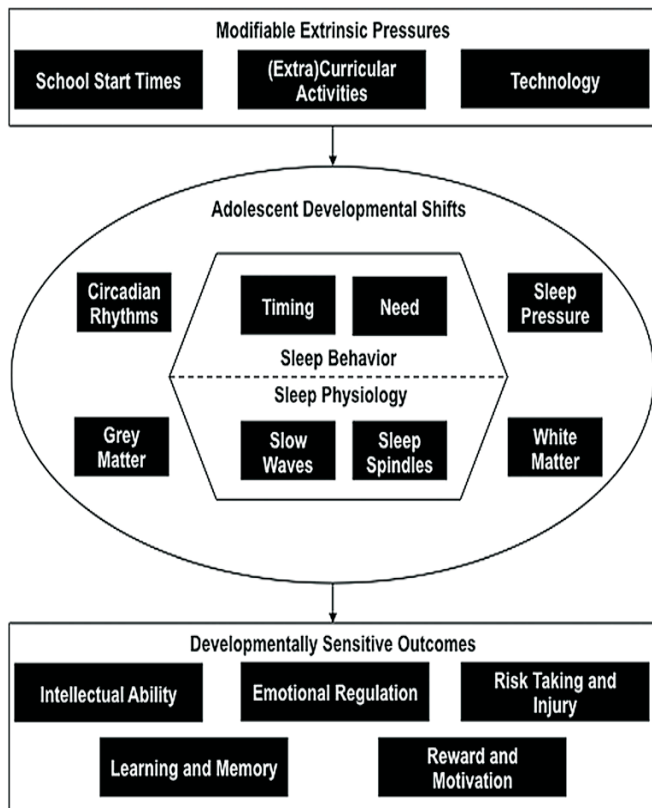 Modifiable Extrinsic Pressures
School Start Times
(Extra)Curricular
Activities
Technology
Adolescent Developmental Shifts
Circadian
Rhythms
Timing
Need
Sleep
Pressure
Sleep Behavior
Sleep Physiology
Grey
Matter
Slow
Waves
Sleep
Spindles
White
Matter
Developmentally Sensitive Outcomes
Intellectual Ability
Emotional Regulation
Risk Taking and
Injury
Learning and Memory
Reward and
Motivation